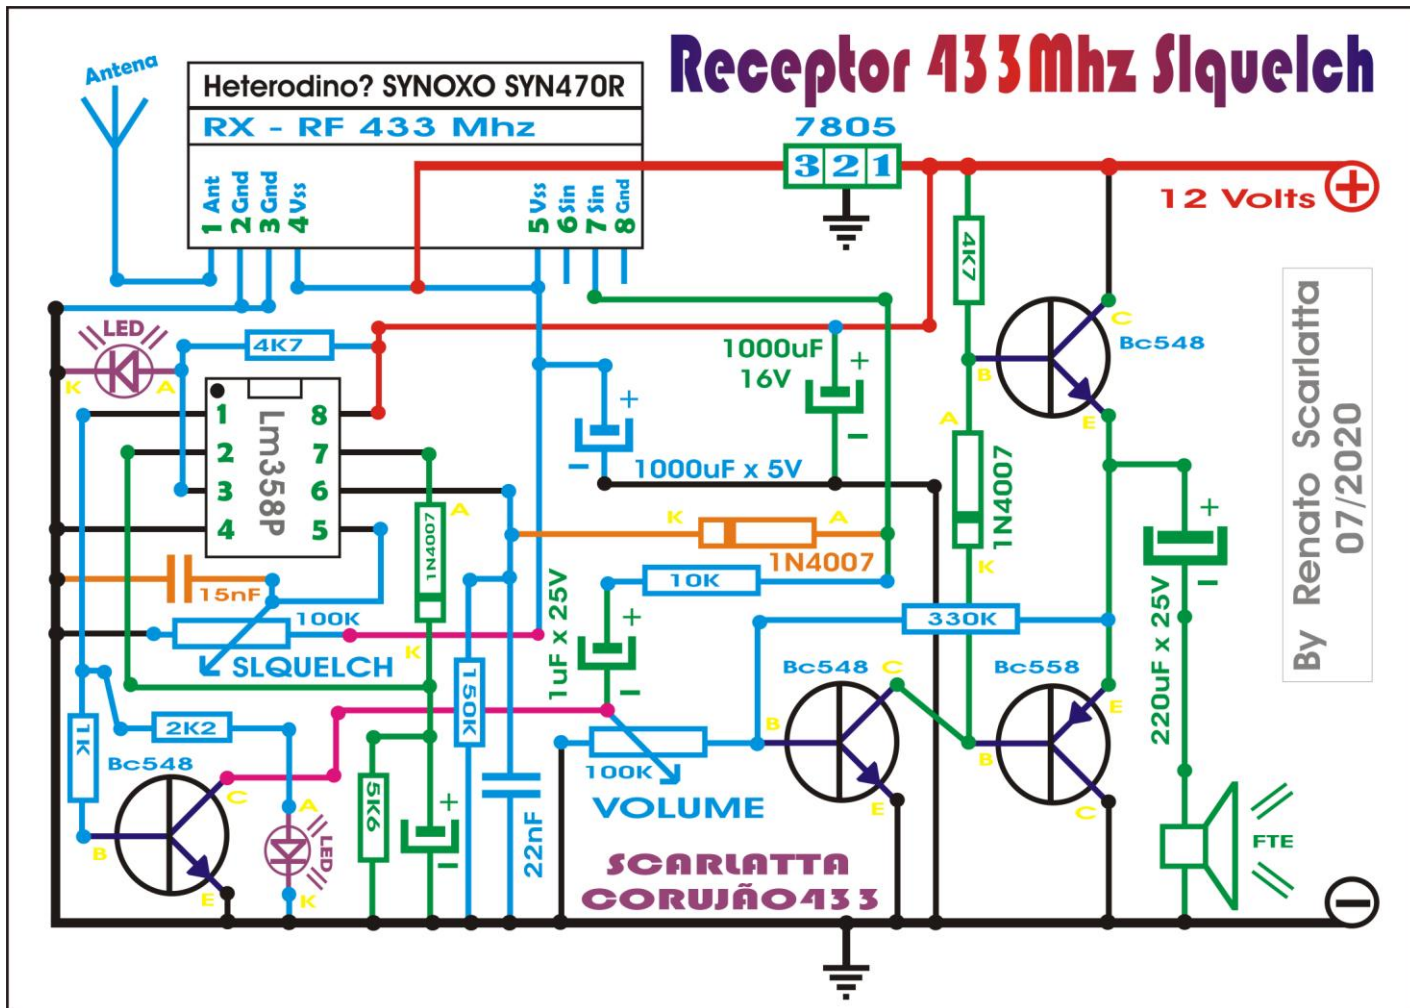 Receptor 433Mhz Slquelch
Antena
Heterodino? SYNOXO SYN470R
RX - RF 433 Mhz
1 Ant
2 Gnd
3 Gnd
4 Vss
5 Vss
6 Sin
7 Sin
8 Gnd
7805
3 2 1
12 Volts
+
4K7
LED
K
A
4K7
C
Bc548
B
E
1000uF
16V
+
-
+
-
1000uF x 5V
Lm358P
1 8
2 7
3 6
4 5
A
1N4007
K
A
1N4007
K
K
A
1N4007
15nF
100K
SLQUELCH
10K
1uF x 25V
+
-
330K
220uF x 25V
+
-
By Renato Scarlatta
07/2020
150K
1K
2K2
Bc548
C
B
E
A
LED
K
5K6
+
-
22nF
100K
VOLUME
Bc548
C
B
E
Bc558
E
B
C
FTE
SCARLATTA
CORUJÃO433
-